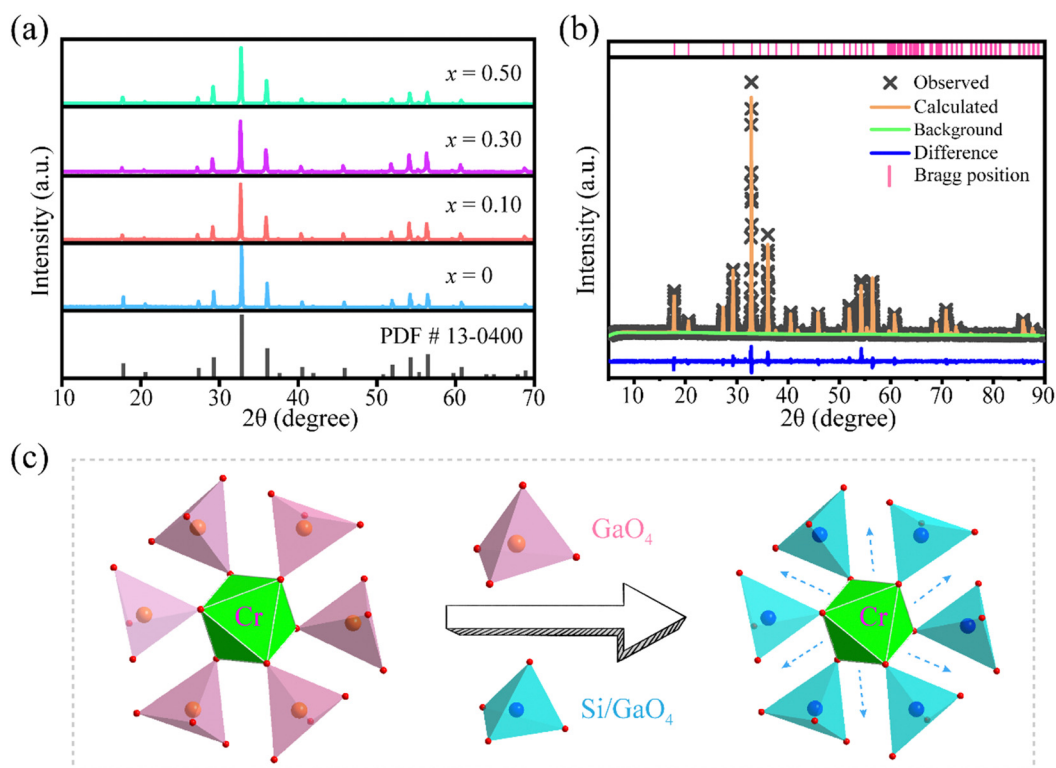 (a)
Intensity (a.u.)
x = 0.50
x = 0.30
x = 0.10
x = 0
PDF # 13-0400
10 20 30 40 50 60 70
2θ (degree)
(b)
Intensity (a.u.)
Observed
Calculated
Background
Difference
Bragg position
10 20 30 40 50 60 70 80 90
2θ (degree)
(c)
Cr
GaO₄
Si/GaO₄
Cr